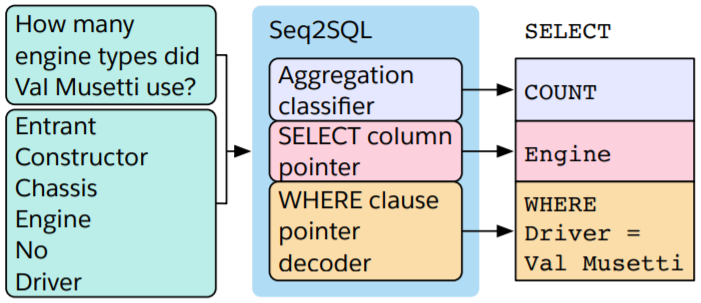 How many
engine types did
Val Musetti use?
Entrant
Constructor
Chassis
Engine
No
Driver
Seq2SQL
Aggregation
classifier
SELECT column
pointer
WHERE clause
pointer
decoder
SELECT
COUNT
Engine
WHERE
Driver =
Val Musetti